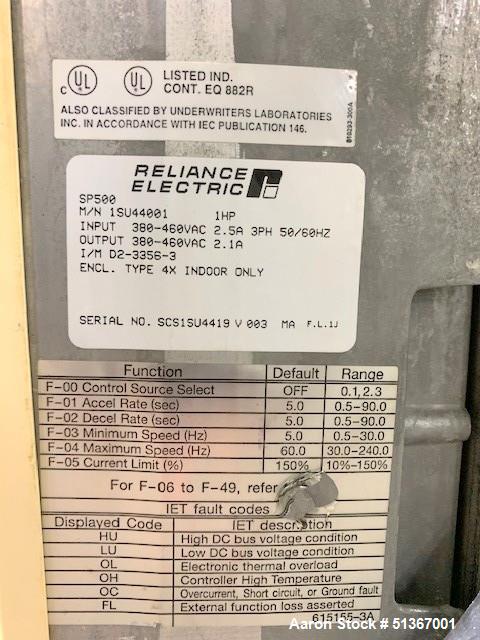 c UL UL LISTED IND.
CONT. EQ 882R
ALSO CLASSIFIED BY UNDERWRITERS LABORATORIES
INC. IN ACCORDANCE WITH IEC PUBLICATION 146.
RELIANCE
ELECTRIC
SP500
M/N 1SU44001 1HP
INPUT 380-460VAC 2.5A 3PH 50/60HZ
OUTPUT 380-460VAC 2.1A
I/M D2-3356-3
ENCL. TYPE 4X INDOOR ONLY
SERIAL NO. SCS1SU4419 V 003 MA F.L.1J
Function Default Range
F-00 Control Source Select OFF 0.1,2.3
F-01 Accel Rate (sec) 5.0 0.5-90.0
F-02 Decel Rate (sec) 5.0 0.5-90.0
F-03 Minimum Speed (Hz) 5.0 0.5-30.0
F-04 Maximum Speed (Hz) 60.0 30.0-240.0
F-05 Current Limit (%) 150% 10%-150%
For F-06 to F-49, refer
IET fault codes
Displayed Code IET description
HU High DC bus voltage condition
LU Low DC bus voltage condition
OL Electronic thermal overload
OH Controller High Temperature
OC Overcurrent, Short circuit, or Ground fault
FL External function loss asserted
615155-3A
Aaron Stock # 51367001